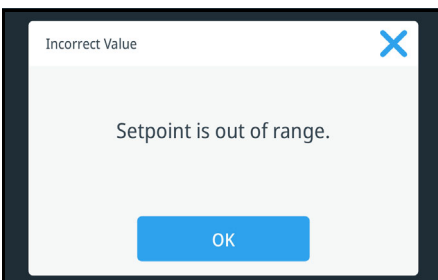 Incorrect Value
Setpoint is out of range.
OK